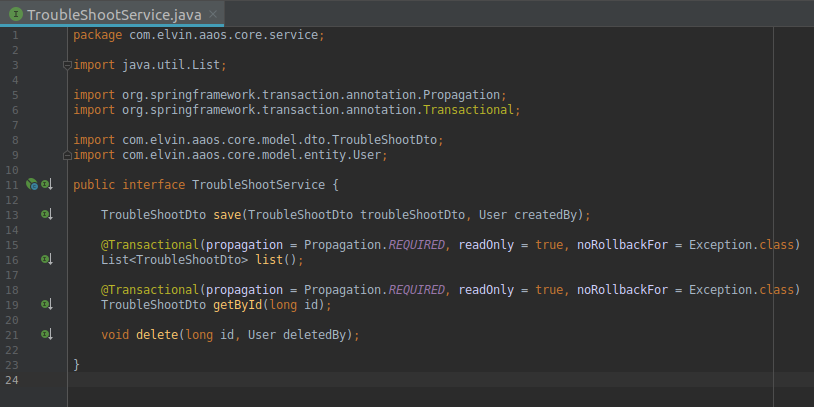 TroubleShootService.java
1 package com.elvin.aaos.core.service;
2
3 import java.util.List;
4
5 import org.springframework.transaction.annotation.Propagation;
6 import org.springframework.transaction.annotation.Transactional;
7
8 import com.elvin.aaos.core.model.dto.TroubleShootDto;
9 import com.elvin.aaos.core.model.entity.User;
10
11 public interface TroubleShootService {
12
13 TroubleShootDto save(TroubleShootDto troubleShootDto, User createdBy);
14
15 @Transactional(propagation = Propagation.REQUIRED, readOnly = true, noRollbackFor = Exception.class)
16 List<TroubleShootDto> list();
17
18 @Transactional(propagation = Propagation.REQUIRED, readOnly = true, noRollbackFor = Exception.class)
19 TroubleShootDto getById(long id);
20
21 void delete(long id, User deletedBy);
22
23 }
24